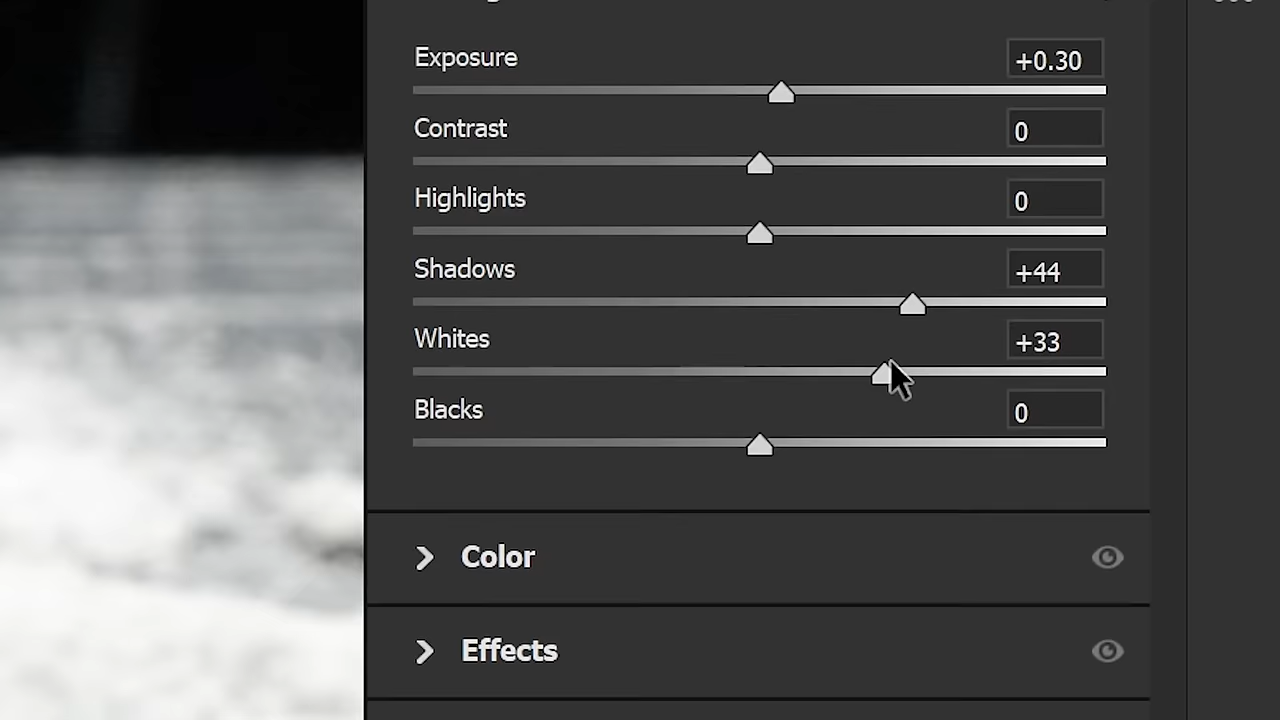 Exposure +0.30
Contrast 0
Highlights 0
Shadows +44
Whites +33
Blacks 0
Color
Effects